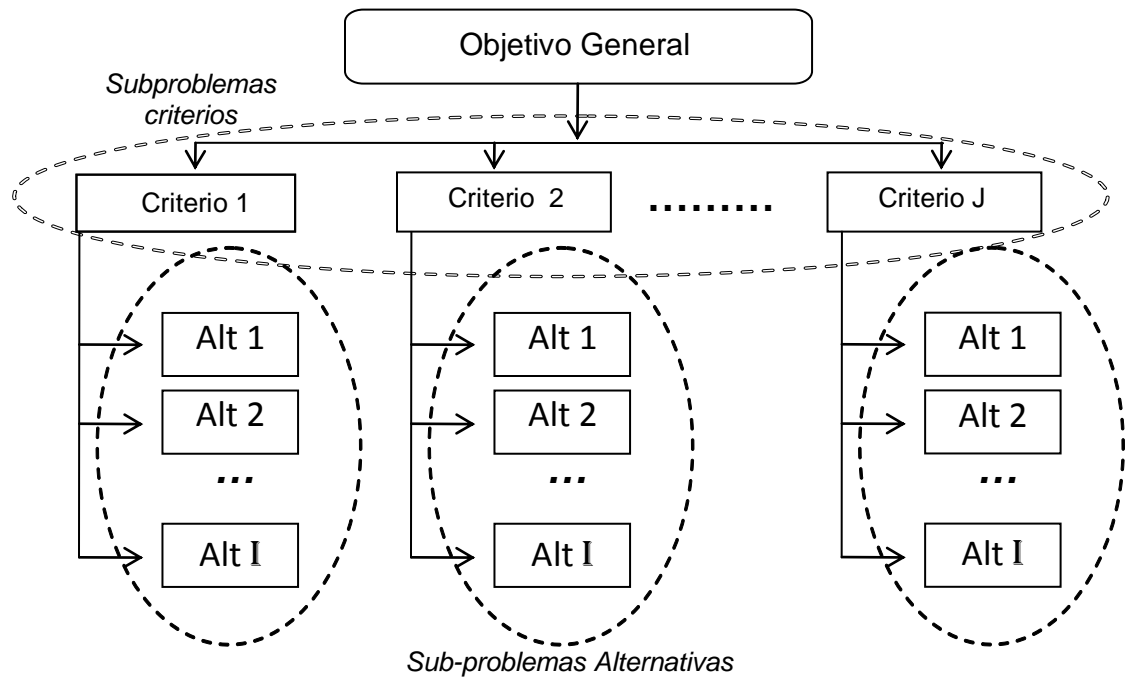 Objetivo General
Subproblemas
criterios
Criterio 1
Criterio 2
.........
Criterio J
Alt 1
Alt 2
...
Alt I
Alt 1
Alt 2
...
Alt I
Alt 1
Alt 2
...
Alt I
Sub-problemas Alternativas